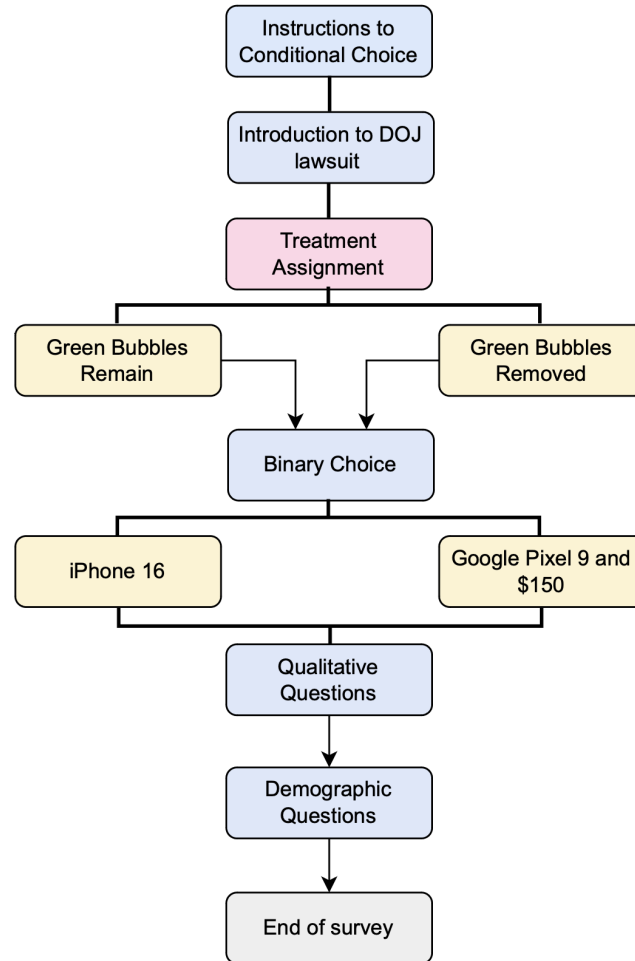 Instructions to
Conditional Choice
Introduction to DOJ
lawsuit
Treatment
Assignment
Green Bubbles
Remain
Green Bubbles
Removed
Binary Choice
iPhone 16
Google Pixel 9 and
$150
Qualitative
Questions
Demographic
Questions
End of survey